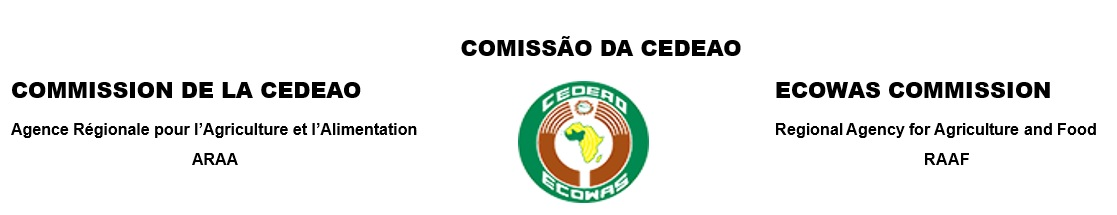 COMISSÃO DA CEDEAO
COMMISSION DE LA CEDEAO
Agence Régionale pour l’Agriculture et l’Alimentation
ARAA
CEDEAO
ECOWAS
ECOWAS COMMISSION
Regional Agency for Agriculture and Food
RAAF